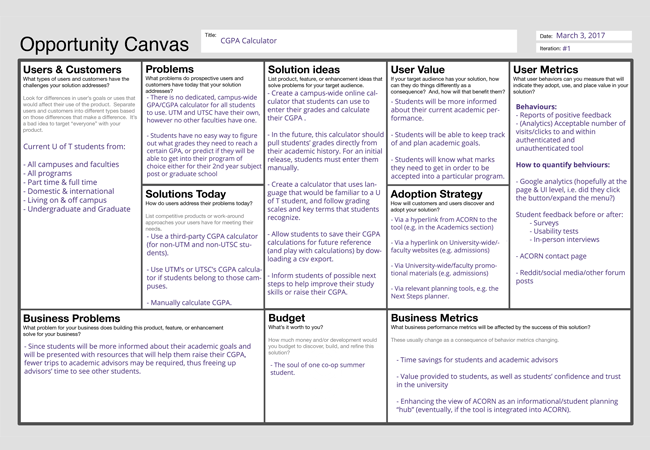 Opportunity Canvas
Title:
CGPA Calculator
Date: March 3, 2017
Iteration: #1
Users & Customers
What types of users and customers have the
challenges your solution addresses?
Look for differences in user's goals or uses that
would affect their use of the product. Separate
users and customers into different types based
on those differences that make a difference. It's
a bad idea to target "everyone" with your
product.
Current U of T students from:
- All campuses and faculties
- All programs
- Part time & full time
- Domestic & international
- Living on & off campus
- Undergraduate and Graduate
Problems
What problems do prospective users and
customers have today that your solution
addresses?
- There is no dedicated, campus-wide
GPA/CGPA calculator for all students
to use. UTM and UTSC have their own,
however no other faculties have one.
- Students have no easy way to figure
out what grades they need to reach a
certain GPA, or predict if they will be
able to get into their program of
choice either for their 2nd year subject
post or graduate school
Solutions Today
How do users address their problems today?
List competitive products or work-around
approaches your users have for meeting their
needs.
- Use a third-party CGPA calculator
(for non-UTM and non-UTSC stu-
dents).
- Use UTM's or UTSC's CGPA calcula-
tor if students belong to those cam-
puses.
- Manually calculate CGPA.
Solution ideas
List product, feature, or enhancement ideas that
solve problems for your target audience.
- Create a campus-wide online cal-
culator that students can use to
enter their grades and calculate
their CGPA .
- In the future, this calculator should
pull students' grades directly from
their academic history. For an initial
release, students must enter them
manually.
- Create a calculator that uses lan-
guage that would be familiar to a U
of T student, and follow grading
scales and key terms that students
recognize.
- Allow students to save their CGPA
calculations for future reference
(and play with calculations) by dow-
loading a csv export.
- Inform students of possible next
steps to help improve their study
skills or raise their CGPA.
User Value
If your target audience has your solution, how
can they do things differently as a
consequence? And, how will that benefit them?
- Students will be more informed
about their current academic per-
formance.
- Students will be able to keep track
of and plan academic goals.
- Students will know what marks
they need to get in order to be
accepted into a particular program.
Adoption Strategy
How will customers and users discover and
adopt your solution?
- Via a hyperlink from ACORN to the
tool (e.g. in the Academics section)
- Via a hyperlink on University-wide/-
faculty websites (e.g. admissions)
- Via University-wide/faculty promo-
tional materials (e.g. admissions)
- Via relevant planning tools, e.g. the
Next Steps planner.
User Metrics
What user behaviors can you measure that will
indicate they adopt, use, and place value in your
solution?
Behaviours:
- Reports of positive feedback
- (Analytics) Acceptable number of
visits/clicks to and within
authenticated and
unauthenticated tool
How to quantify behviours:
- Google analytics (hopefully at the
page & UI level, i.e. did they click
the button/expand the menu?)
Student feedback before or after:
- Surveys
- Usability tests
- In-person interviews
- ACORN contact page
- Reddit/social media/other forum
posts
Business Problems
What problem for your business does building this product, feature, or enhancement
solve for your business?
- Since students will be more informed about their academic goals and
will be presented with resources that will help them raise their CGPA,
fewer trips to academic advisors may be required, thus freeing up
advisors' time to see other students.
Budget
What's it worth to you?
How much money and/or development would
you budget to discover, build, and refine this
solution?
- The soul of one co-op summer
student.
Business Metrics
What business performance metrics will be affected by the success of this solution?
These usually change as a consequence of behavior metrics changing.
- Time savings for students and academic advisors
- Value provided to students, as well as students' confidence and trust
in the university
- Enhancing the view of ACORN as an informational/student planning
"hub" (eventually, if the tool is integrated into ACORN).